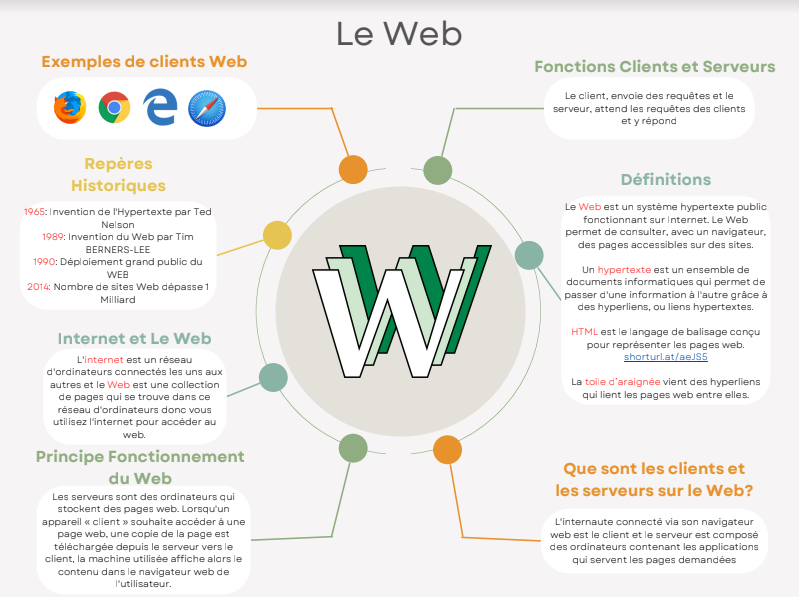 Le Web
Exemples de clients Web
Repères
Historiques
1965: Invention de l'Hypertexte par Ted
Nelson
1989: Invention du Web par Tim
BERNERS-LEE
1990: Déploiement grand public du
WEB
2014: Nombre de sites Web dépasse 1
Milliard
Internet et Le Web
L'internet est un réseau
d'ordinateurs connectés les uns aux
autres et le Web est une collection
de pages qui se trouve dans ce
réseau d'ordinateurs donc vous
utilisez l'internet pour accéder au
web.
Principe Fonctionnement
du Web
Les serveurs sont des ordinateurs qui
stockent des pages web. Lorsqu'un
appareil « client » souhaite accéder à une
page web, une copie de la page est
téléchargée depuis le serveur vers le
client, la machine utilisée affiche alors le
contenu dans le navigateur web de
l'utilisateur.
W
Fonctions Clients et Serveurs
Le client, envoie des requêtes et le
serveur, attend les requêtes des clients
et y répond
Définitions
Le Web est un système hypertexte public
fonctionnant sur Internet. Le Web
permet de consulter, avec un navigateur,
des pages accessibles sur des sites.
Un hypertexte est un ensemble de
documents informatiques qui permet de
passer d'une information à l'autre grâce à
des hyperliens, ou liens hypertextes.
HTML est le langage de balisage conçu
pour représenter les pages web.
shorturl.at/aeJS5
La toile d'araignée vient des hyperliens
qui lient les pages web entre elles.
Que sont les clients et
les serveurs sur le Web?
L'internaute connecté via son navigateur
web est le client et le serveur est composé
des ordinateurs contenant les applications
qui servent les pages demandées